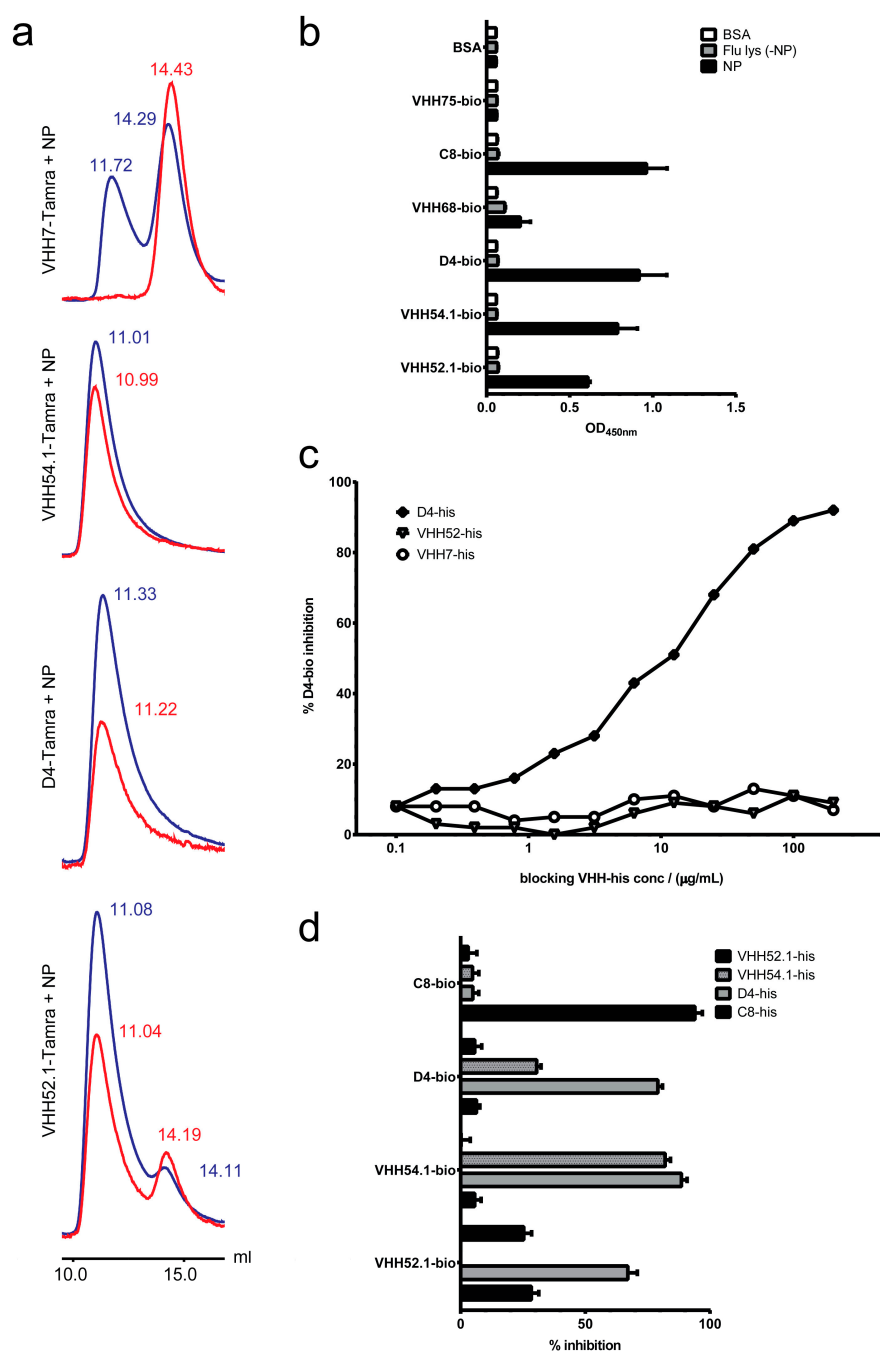 a
VHH7-Tamra + NP
14.43
14.29
11.72
VHH54.1-Tamra + NP
11.01
10.99
D4-Tamra + NP
11.33
11.22
VHH52.1-Tamra + NP
11.08
11.04
14.19
14.11
ml
10.0
15.0
b
BSA
Flu lys (-NP)
NP
BSA
VHH75-bio
C8-bio
VHH68-bio
D4-bio
VHH54.1-bio
VHH52.1-bio
0.0
0.5
1.0
1.5
OD450nm
c
% D4-bio inhibition
100
80
60
40
20
0
D4-his
VHH52-his
VHH7-his
0.1
1
10
100
blocking VHH-his conc / (µg/mL)
d
VHH52.1-his
VHH54.1-his
D4-his
C8-his
C8-bio
D4-bio
VHH54.1-bio
VHH52.1-bio
0
50
100
% inhibition